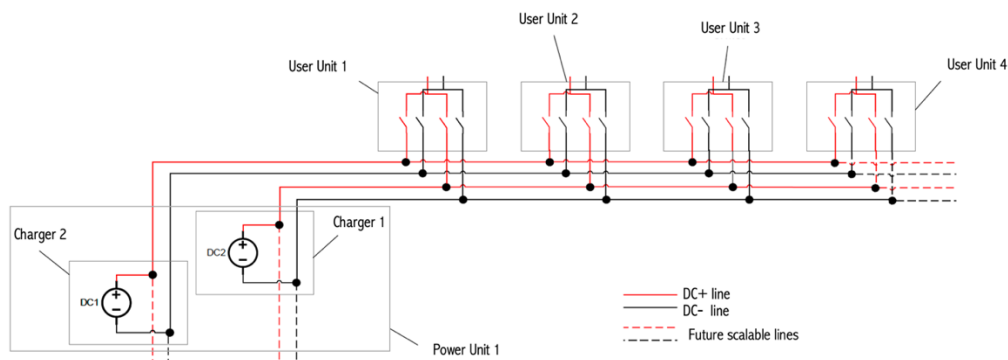 User Unit 2
User Unit 3
User Unit 1
User Unit 4
Charger 1
Charger 2
DC2
DC1
DC+ line
DC- line
Future scalable lines
Power Unit 1